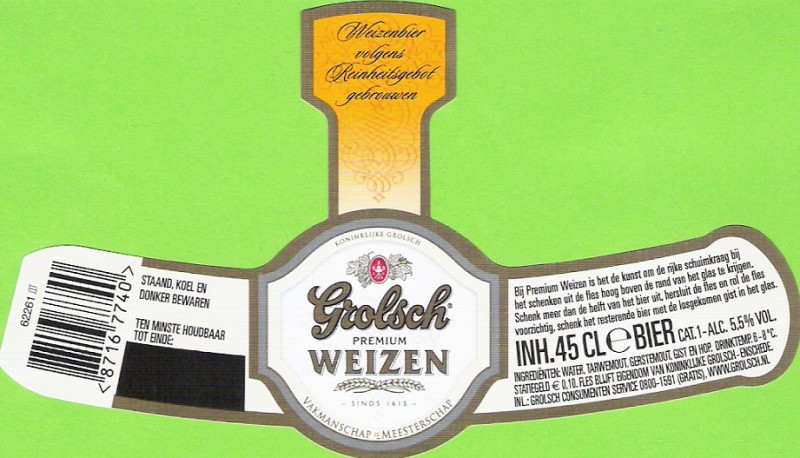 Weizenbier
volgens
Reinheitsgebot
gebrouwen
KONINKLIJKE GROLSCH
Grolsch®
PREMIUM
WEIZEN
- SINDS 1615 -
VAKMANSCHAP is MEESTERSCHAP
62261
<87167740>
STAAND, KOEL EN
DONKER BEWAREN
TEN MINSTE HOUDBAAR
TOT EINDE:
Bij Premium Weizen is het de kunst om de rijke schuimkraag bij
het schenken uit de fles hoog boven de rand van het glas te krijgen.
Schenk meer dan de helft van het bier uit, hersluit de fles en rol de fles
voorzichtig, schenk het resterende bier met de losgekomen gist in het glas.
INH. 45 CL e BIER CAT.1-ALC. 5.5% VOL.
INGREDIËNTEN: WATER, TARWEMOUT, GERSTEMOUT, GIST EN HOP. DRINKTEMP. 6-8 °C.
STATIEGELD € 0,10. FLES BLIJFT EIGENDOM VAN KONINKLIJKE GROLSCH-ENSCHEDE.
INL.: GROLSCH CONSUMENTEN SERVICE 0800-1591 (GRATIS), WWW.GROLSCH.NL.